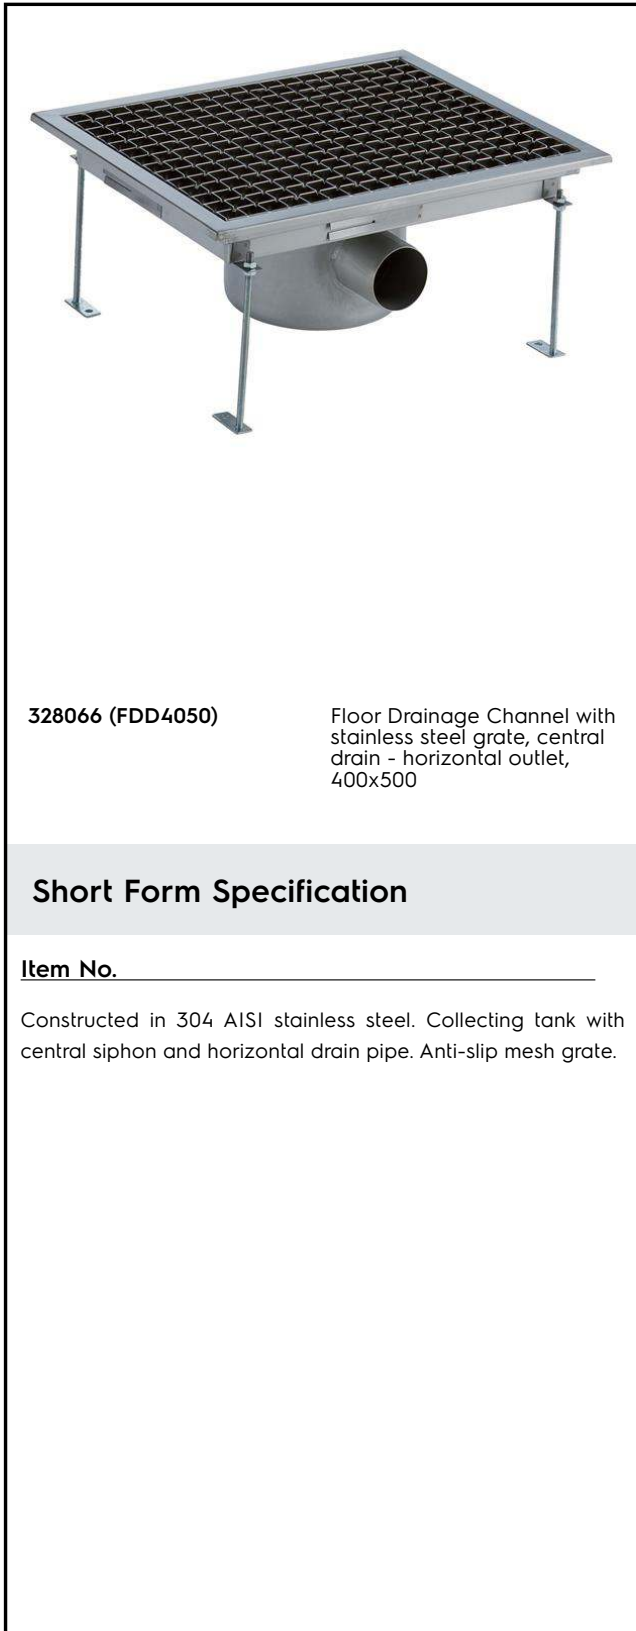 328066 (FDD4050)
Floor Drainage Channel with
stainless steel grate, central
drain - horizontal outlet,
400x500
Short Form Specification
Item No.
Constructed in 304 AISI stainless steel. Collecting tank with
central siphon and horizontal drain pipe. Anti-slip mesh grate.